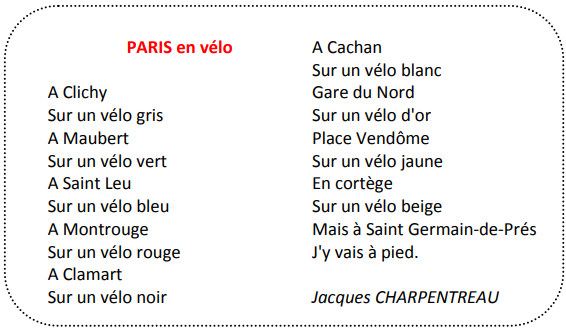 PARIS en vélo
A Clichy
Sur un vélo gris
A Maubert
Sur un vélo vert
A Saint Leu
Sur un vélo bleu
A Montrouge
Sur un vélo rouge
A Clamart
Sur un vélo noir
A Cachan
Sur un vélo blanc
Gare du Nord
Sur un vélo d'or
Place Vendôme
Sur un vélo jaune
En cortège
Sur un vélo beige
Mais à Saint Germain-de-Prés
J'y vais à pied.
Jacques CHARPENTREAU